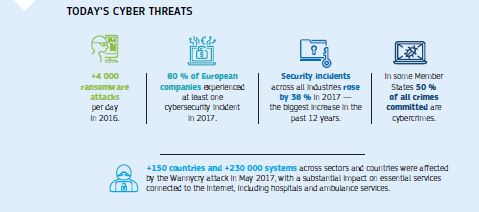 TODAY'S CYBER THREATS
+4 000
ransomware
attacks
per day
in 2016.
80 % of European
companies experienced
at least one
cybersecurity incident
in 2017.
Security incidents
across all industries rose
by 38 % in 2017 —
the biggest increase in the
past 12 years.
In some Member
States 50 %
of all crimes
committed are
cybercrimes.
+150 countries and +230 000 systems across sectors and countries were affected
by the Wannycry attack in May 2017, with a substantial impact on essential services
connected to the internet, including hospitals and ambulance services.